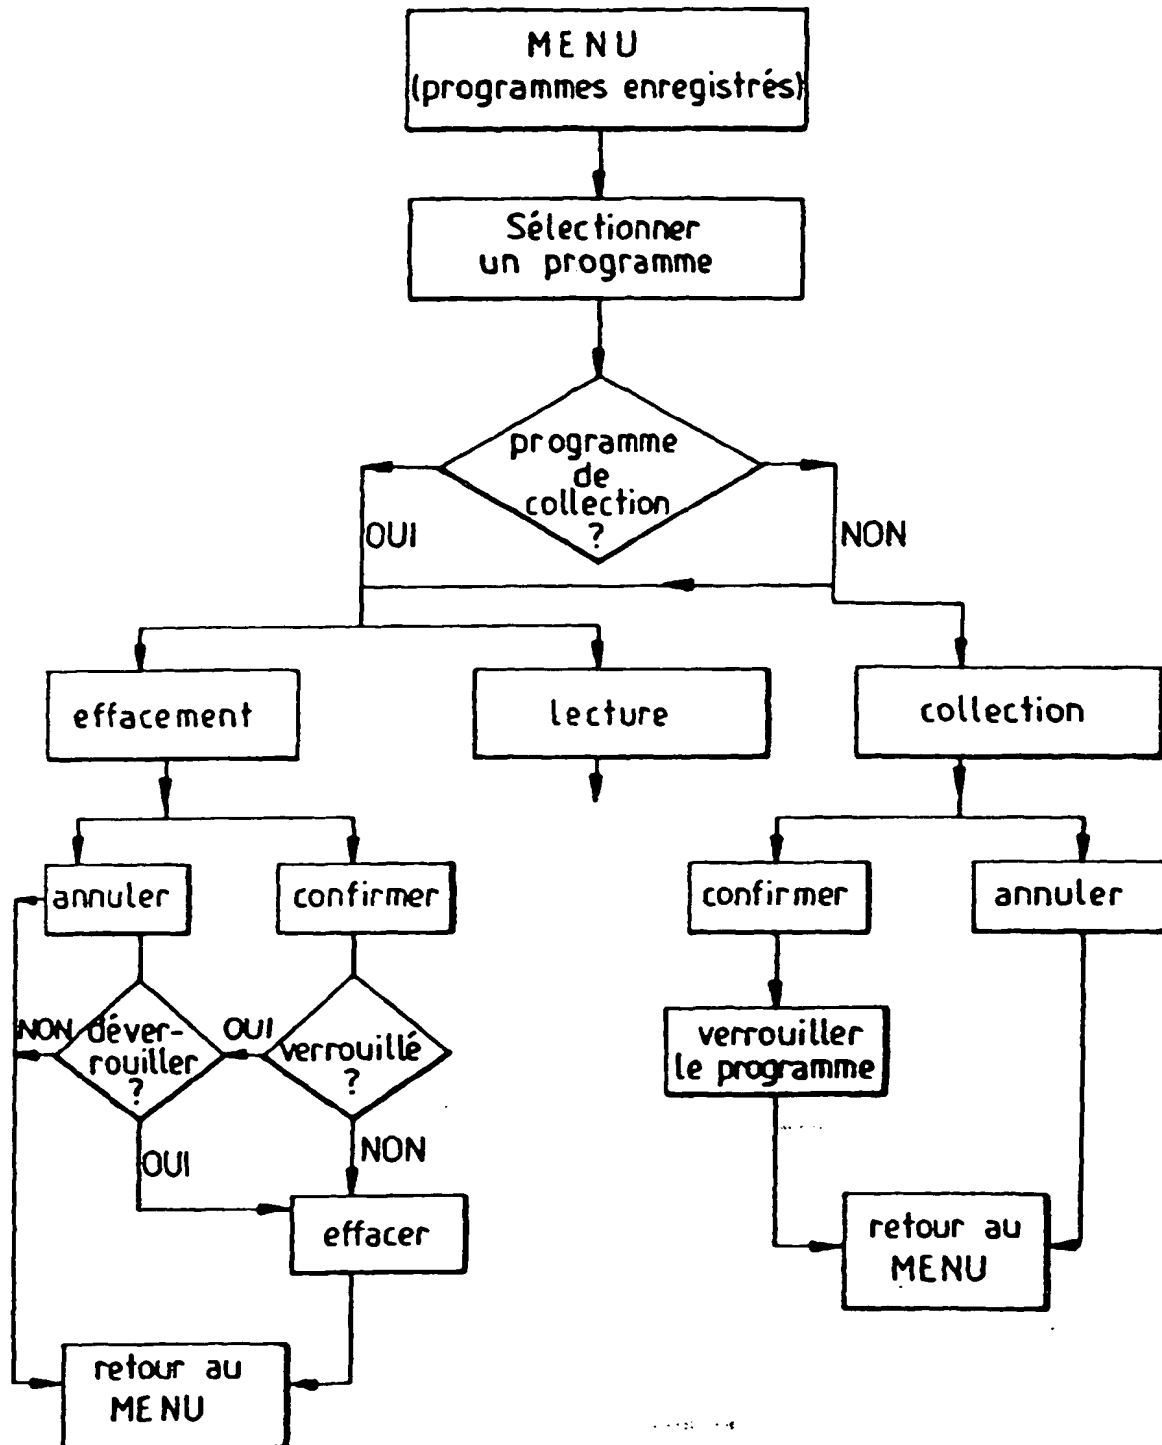 MENU
(programmes enregistrés)
Sélectionner
un programme
programme
de
collection
?
OUI
NON
effacement
lecture
collection
annuler
confirmer
confirmer
annuler
NON
déver-
rouiller
?
OUI
verrouillé
?
verrouiller
le programme
OUI
NON
effacer
retour au
MENU
retour au
MENU